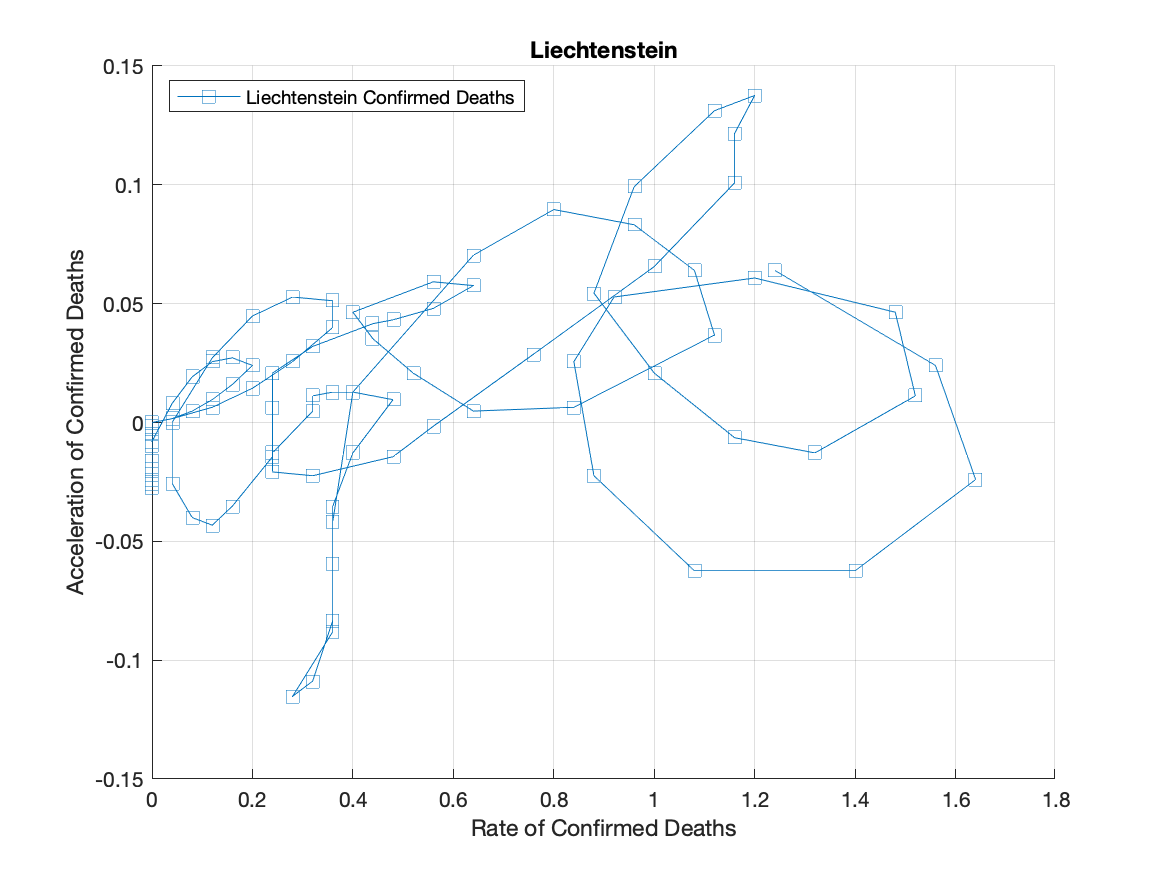 Liechtenstein
0.15
Liechtenstein Confirmed Deaths
0.1
0.05
0
-0.05
-0.1
-0.15
Acceleration of Confirmed Deaths
0 0.2 0.4 0.6 0.8 1 1.2 1.4 1.6 1.8
Rate of Confirmed Deaths